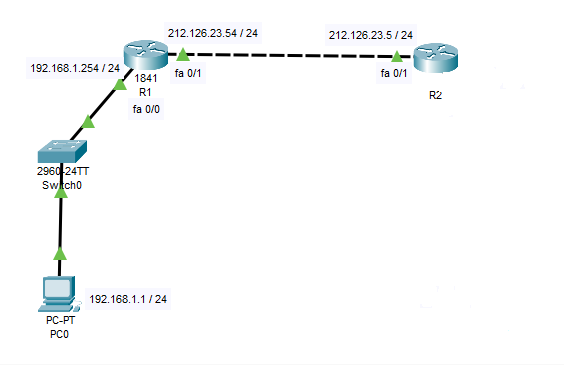 212.126.23.54 / 24
212.126.23.5 / 24
192.168.1.254 / 24
fa 0/1
fa 0/1
1841
R1
R2
fa 0/0
2960-24TT
Switch0
192.168.1.1 / 24
PC-PT
PC0